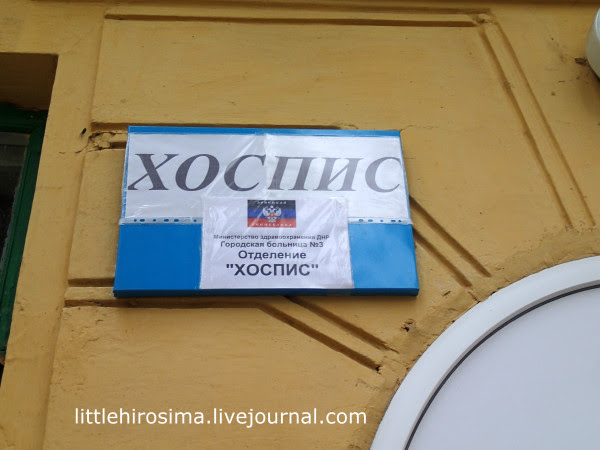 ХОСПИС
Министерство здравоохранения ДНР
Городская больница №3
Отделение
"ХОСПИС"
littlehirosima.livejournal.com